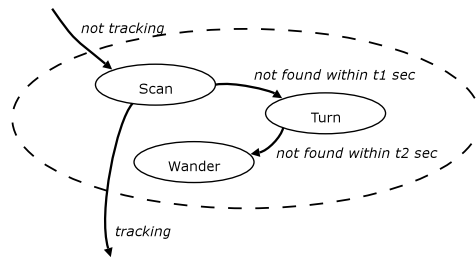 not tracking
Scan
not found within t1 sec
Turn
not found within t2 sec
Wander
tracking